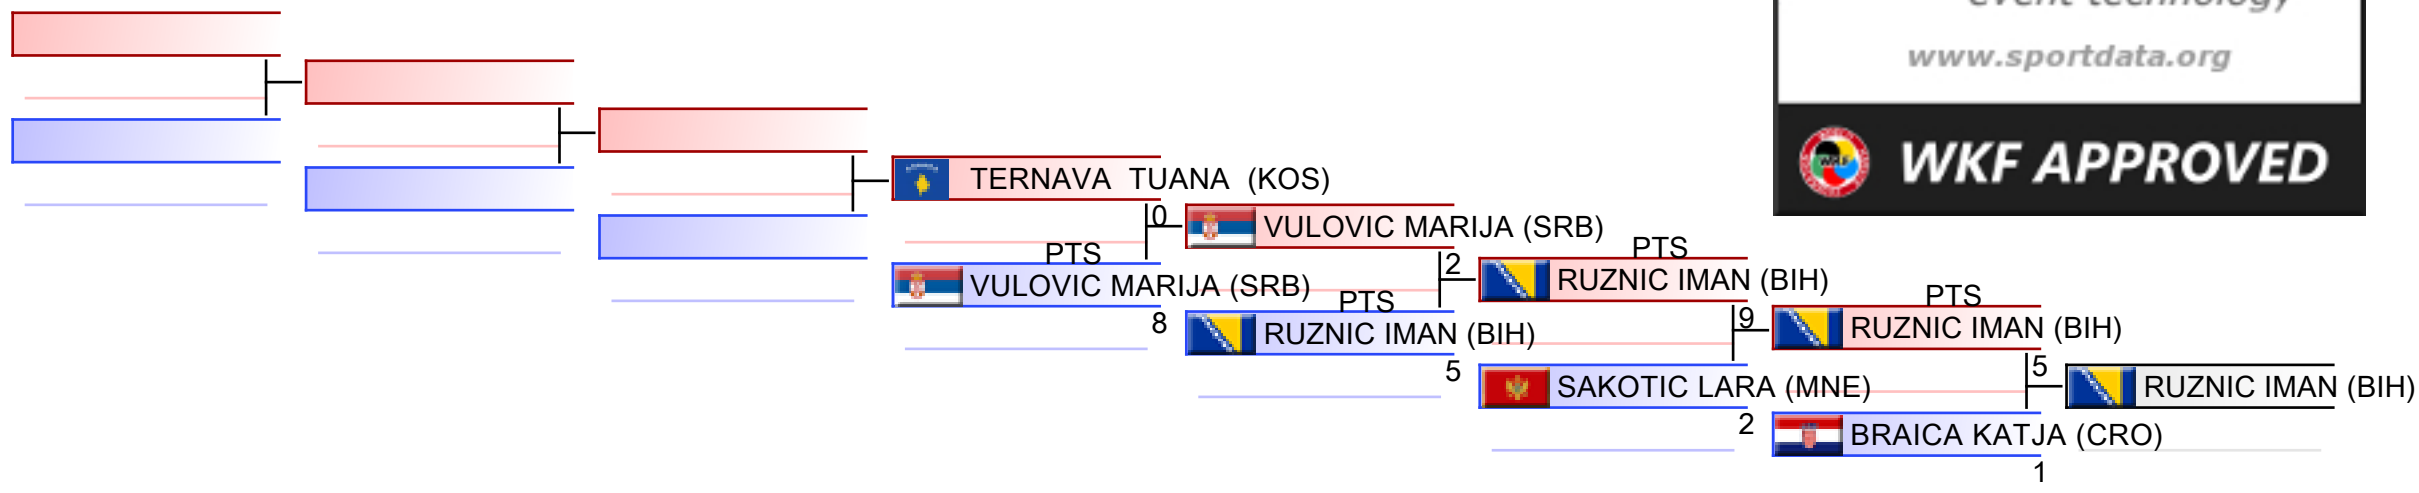 event technology
www.sportdata.org
WKF APPROVED
TERNAVA TUANA (KOS)
0
VULOVIC MARIJA (SRB)
PTS
VULOVIC MARIJA (SRB)
8
2
PTS
RUZNIC IMAN (BIH)
5
PTS
RUZNIC IMAN (BIH)
9
SAKOTIC LARA (MNE)
2
PTS
RUZNIC IMAN (BIH)
5
BRAICA KATJA (CRO)
1
RUZNIC IMAN (BIH)